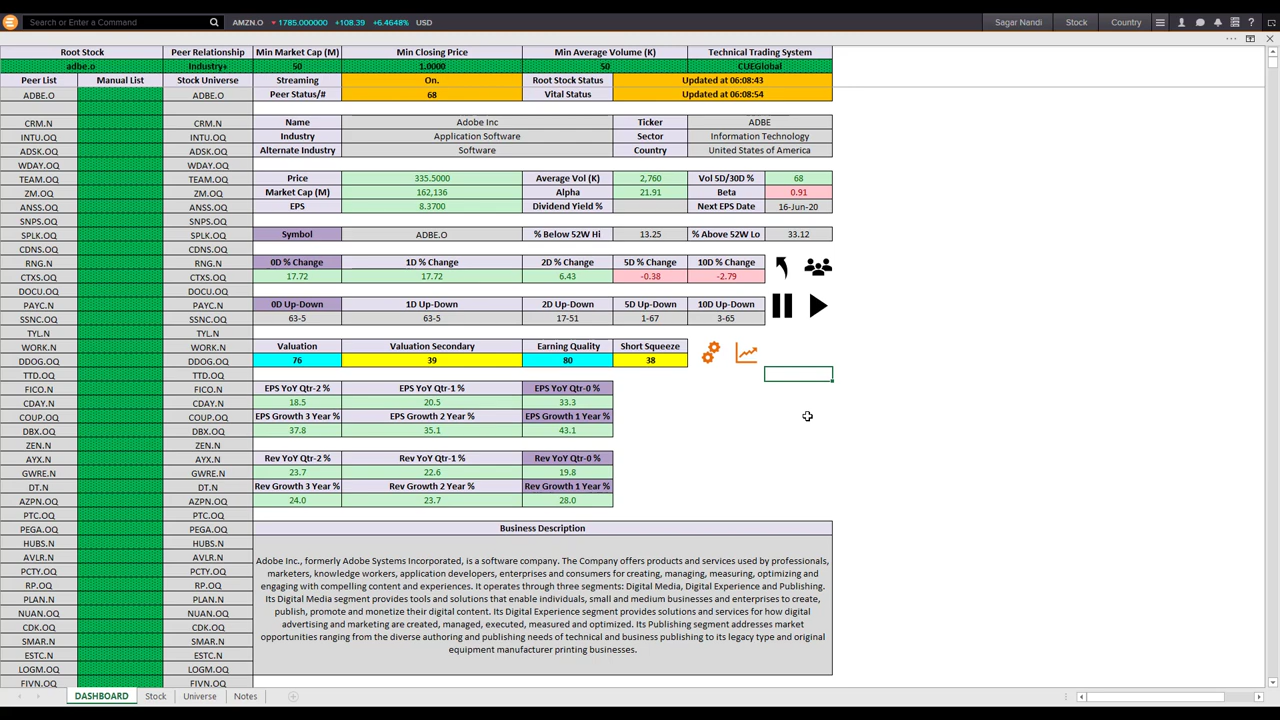 Search or Enter a Command AMZN.O 1785.000000 +108.39 +6.4648% USD Sagar Nandi Stock Country
Root Stock Peer Relationship Min Market Cap (M) Min Closing Price Min Average Volume (K) Technical Trading System
adbe.o Industry+ 50 1.0000 50 CUEGlobal
Peer List Manual List Stock Universe Streaming On. Root Stock Status Updated at 06:08:43
ADBE.O ADBE.O Peer Status/# 68 Vital Status Updated at 06:08:54
CRM.N CRM.N Name Adobe Inc Ticker ADBE
INTU.OQ INTU.OQ Industry Application Software Sector Information Technology
ADSK.OQ ADSK.OQ Alternate Industry Software Country United States of America
WDAY.OQ WDAY.OQ
TEAM.OQ TEAM.OQ Price 335.5000 Average Vol (K) 2,760 Vol 5D/30D % 68
ZM.OQ ZM.OQ Market Cap (M) 162,136 Alpha 21.91 Beta 0.91
ANSS.OQ ANSS.OQ EPS 8.3700 Dividend Yield % Next EPS Date 16-Jun-20
SNPS.OQ SNPS.OQ
SPLK.OQ SPLK.OQ Symbol ADBE.O % Below 52W Hi 13.25 % Above 52W Lo 33.12
CDNS.OQ CDNS.OQ
RNG.N RNG.N 0D % Change 1D % Change 2D % Change 5D % Change 10D % Change
CTXS.OQ CTXS.OQ 17.72 17.72 6.43 -0.38 -2.79
DOCU.OQ DOCU.OQ
PAYC.N PAYC.N 0D Up-Down 1D Up-Down 2D Up-Down 5D Up-Down 10D Up-Down
SSNC.OQ SSNC.OQ 63-5 63-5 17-51 1-67 3-65
TYL.N TYL.N
WORK.N WORK.N Valuation Valuation Secondary Earning Quality Short Squeeze
DDOG.OQ DDOG.OQ 76 39 80 38
TTD.OQ TTD.OQ
FICO.N FICO.N EPS YoY Qtr-2 % EPS YoY Qtr-1 % EPS YoY Qtr-0 %
CDAY.N CDAY.N 18.5 20.5 33.3
COUP.OQ COUP.OQ EPS Growth 3 Year % EPS Growth 2 Year % EPS Growth 1 Year %
DBX.OQ DBX.OQ 37.8 35.1 43.1
ZEN.N ZEN.N
AYX.N AYX.N Rev YoY Qtr-2 % Rev YoY Qtr-1 % Rev YoY Qtr-0 %
GWRE.N GWRE.N 23.7 22.6 19.8
DT.N DT.N Rev Growth 3 Year % Rev Growth 2 Year % Rev Growth 1 Year %
AZPN.OQ AZPN.OQ 24.0 23.7 28.0
PTC.OQ PTC.OQ
PEGA.OQ PEGA.OQ Business Description
HUBS.N HUBS.N
AVLR.N AVLR.N Adobe Inc., formerly Adobe Systems Incorporated, is a software company. The Company offers products and services used by professionals,
PCTY.OQ PCTY.OQ marketers, knowledge workers, application developers, enterprises and consumers for creating, managing, measuring, optimizing and
RP.OQ RP.OQ engaging with compelling content and experiences. It operates through three segments: Digital Media, Digital Experience and Publishing.
PLAN.N PLAN.N Its Digital Media segment provides tools and solutions that enable individuals, small and medium businesses and enterprises to create,
NUAN.OQ NUAN.OQ publish, promote and monetize their digital content. Its Digital Experience segment provides solutions and services for how digital
CDK.OQ CDK.OQ advertising and marketing are created, managed, executed, measured and optimized. Its Publishing segment addresses market
SMAR.N SMAR.N opportunities ranging from the diverse authoring and publishing needs of technical and business publishing to its legacy type and original
ESTC.N ESTC.N equipment manufacturer printing businesses.
LOGM.OQ LOGM.OQ
FIVN.OQ FIVN.OQ
DASHBOARD Stock Universe Notes